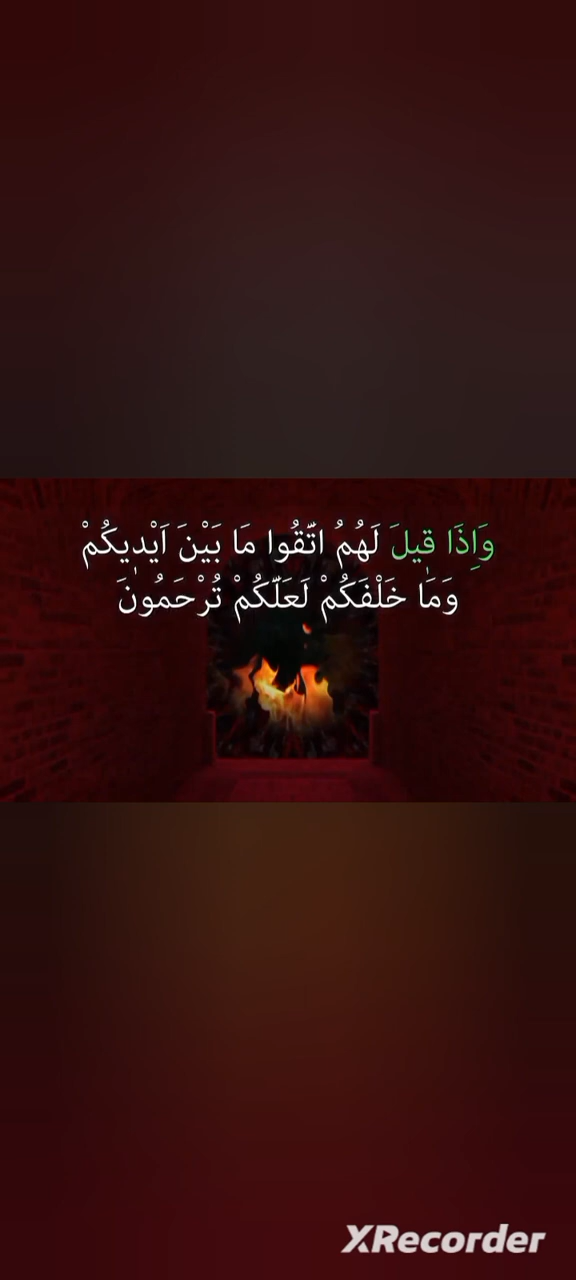 وَاِذَا قٖيلَ لَهُمُ اتَّقُوا مَا بَيْنَ اَيْدٖيكُمْ
وَمَا خَلْفَكُمْ لَعَلَّكُمْ تُرْحَمُونَ
XRecorder